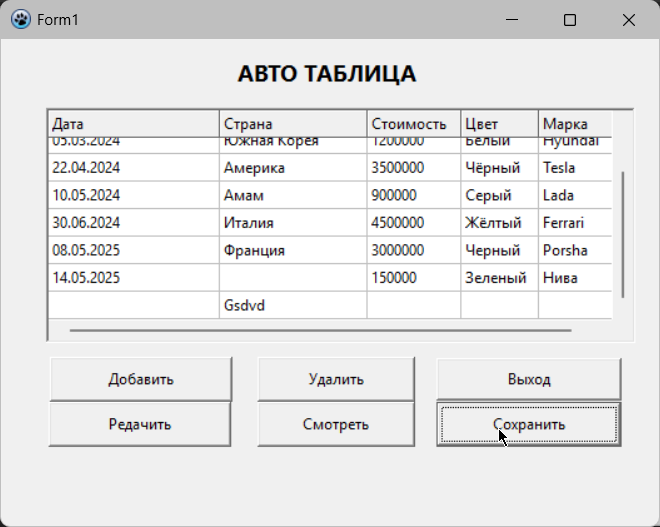 Form1
АВТО ТАБЛИЦА
Дата Страна Стоимость Цвет Марка
05.03.2024 Южная Корея 1200000 Белый Hyundai
22.04.2024 Америка 3500000 Чёрный Tesla
10.05.2024 Амам 900000 Серый Lada
30.06.2024 Италия 4500000 Жёлтый Ferrari
08.05.2025 Франция 3000000 Черный Porsha
14.05.2025 150000 Зеленый Нива
Gsdvd
Добавить Удалить Выход
Редачить Смотреть Сохранить